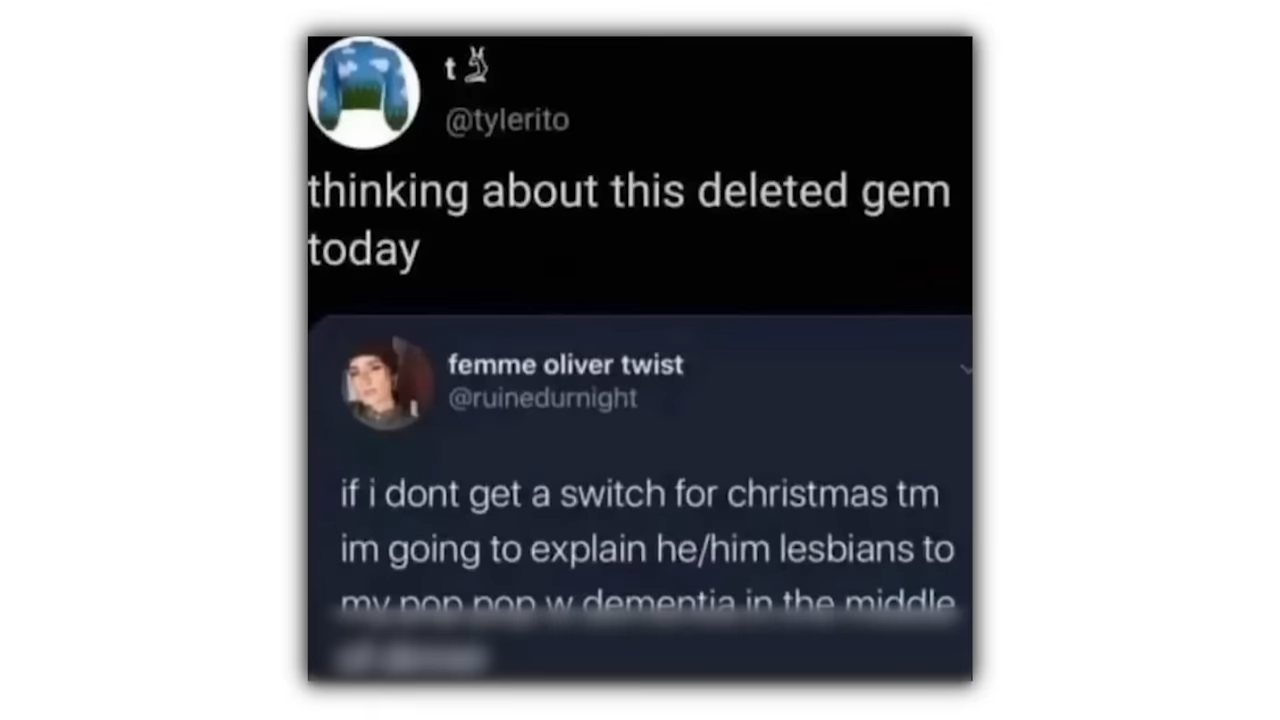 t
@tylerito
thinking about this deleted gem
today
femme oliver twist
@ruinedurnight
if i dont get a switch for christmas tm
im going to explain he/him lesbians to
my pop pop w dementia in the middle